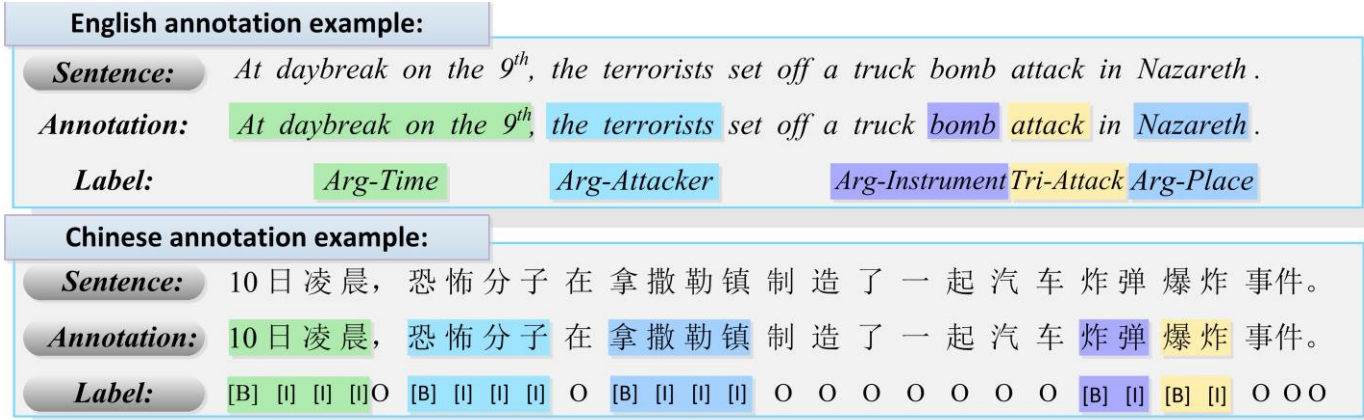 English annotation example:
Sentence: At daybreak on the 9th, the terrorists set off a truck bomb attack in Nazareth .
Annotation: At daybreak on the 9th, the terrorists set off a truck bomb attack in Nazareth .
Label: Arg-Time Arg-Attacker Arg-Instrument Tri-Attack Arg-Place
Chinese annotation example:
Sentence: 10 日 凌 晨， 恐 怖 分 子 在 拿 撒 勒 镇 制 造 了 一 起 汽 车 炸 弹 爆 炸 事件。
Annotation: 10 日 凌 晨， 恐 怖 分 子 在 拿 撒 勒 镇 制 造 了 一 起 汽 车 炸 弹 爆 炸 事件。
Label: [B] [I] [I] [I] O [B] [I] [I] [I] O [B] [I] [I] [I] O O O O O O O [B] [I] [B] [I] O O O